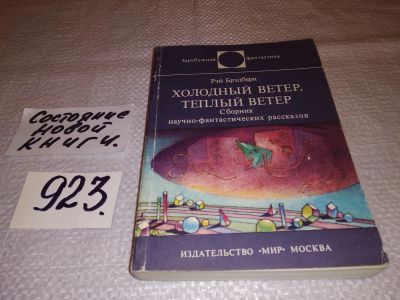 Зарубежная фантастика
Рэй Брэдбери
ХОЛОДНЫЙ ВЕТЕР,
ТЕПЛЫЙ ВЕТЕР
Сборник
научно-фантастических рассказов
ИЗДАТЕЛЬСТВО «МИР» МОСКВА
Состояние
новой
книги.
923.